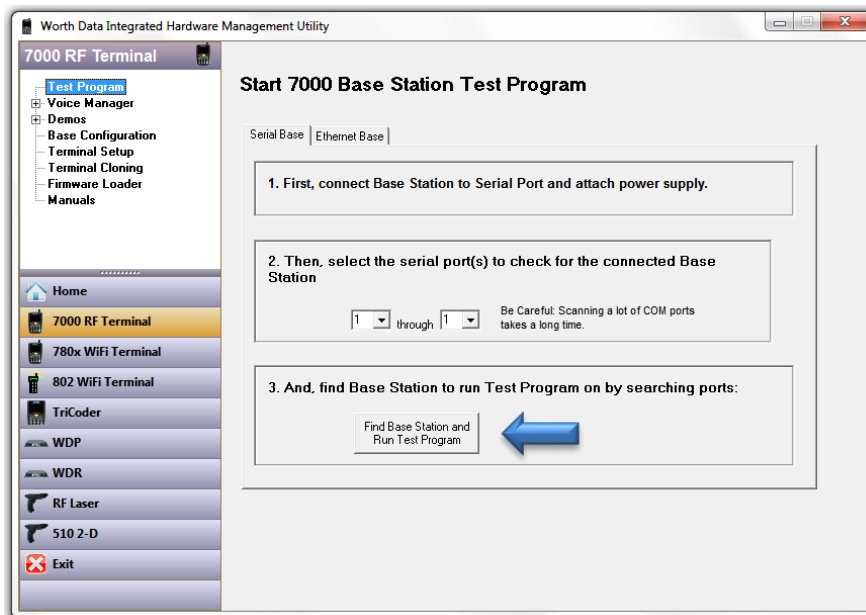 Worth Data Integrated Hardware Management Utility
7000 RF Terminal
Test Program
Voice Manager
Demos
Base Configuration
Terminal Setup
Terminal Cloning
Firmware Loader
Manuals
Home
7000 RF Terminal
780x WiFi Terminal
802 WiFi Terminal
TriCoder
WDP
WDR
RF Laser
510 2-D
Exit
Start 7000 Base Station Test Program
Serial Base
Ethernet Base
1. First, connect Base Station to Serial Port and attach power supply.
2. Then, select the serial port(s) to check for the connected Base
Station
1 through 1
Be Careful: Scanning a lot of COM ports
takes a long time.
3. And, find Base Station to run Test Program on by searching ports:
Find Base Station and
Run Test Program